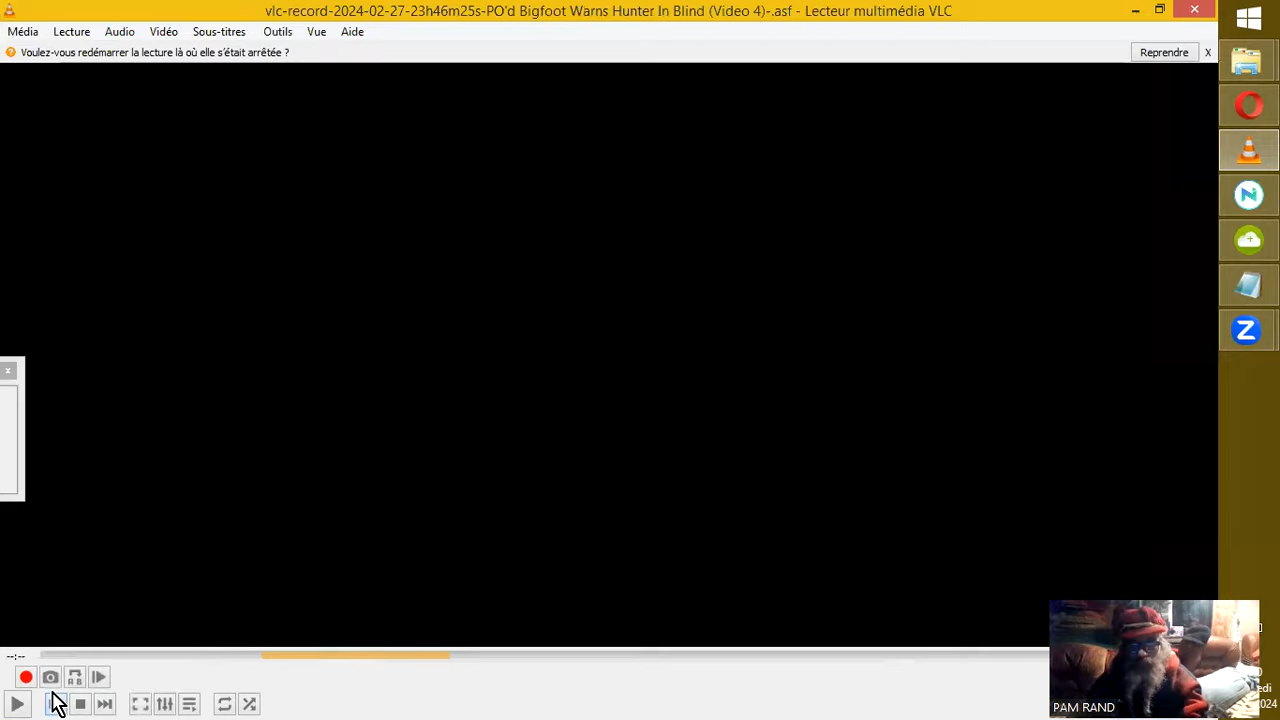 vlc-record-2024-02-27-23h46m25s-PO'd Bigfoot Warns Hunter In Blind (Video 4)-.asf - Lecteur multimédia VLC
Média Lecture Audio Vidéo Sous-titres Outils Vue Aide
Voulez-vous redémarrer la lecture là où elle s'était arrêtée ? Reprendre X
--:--
A B
PAM RAND
edi
2024